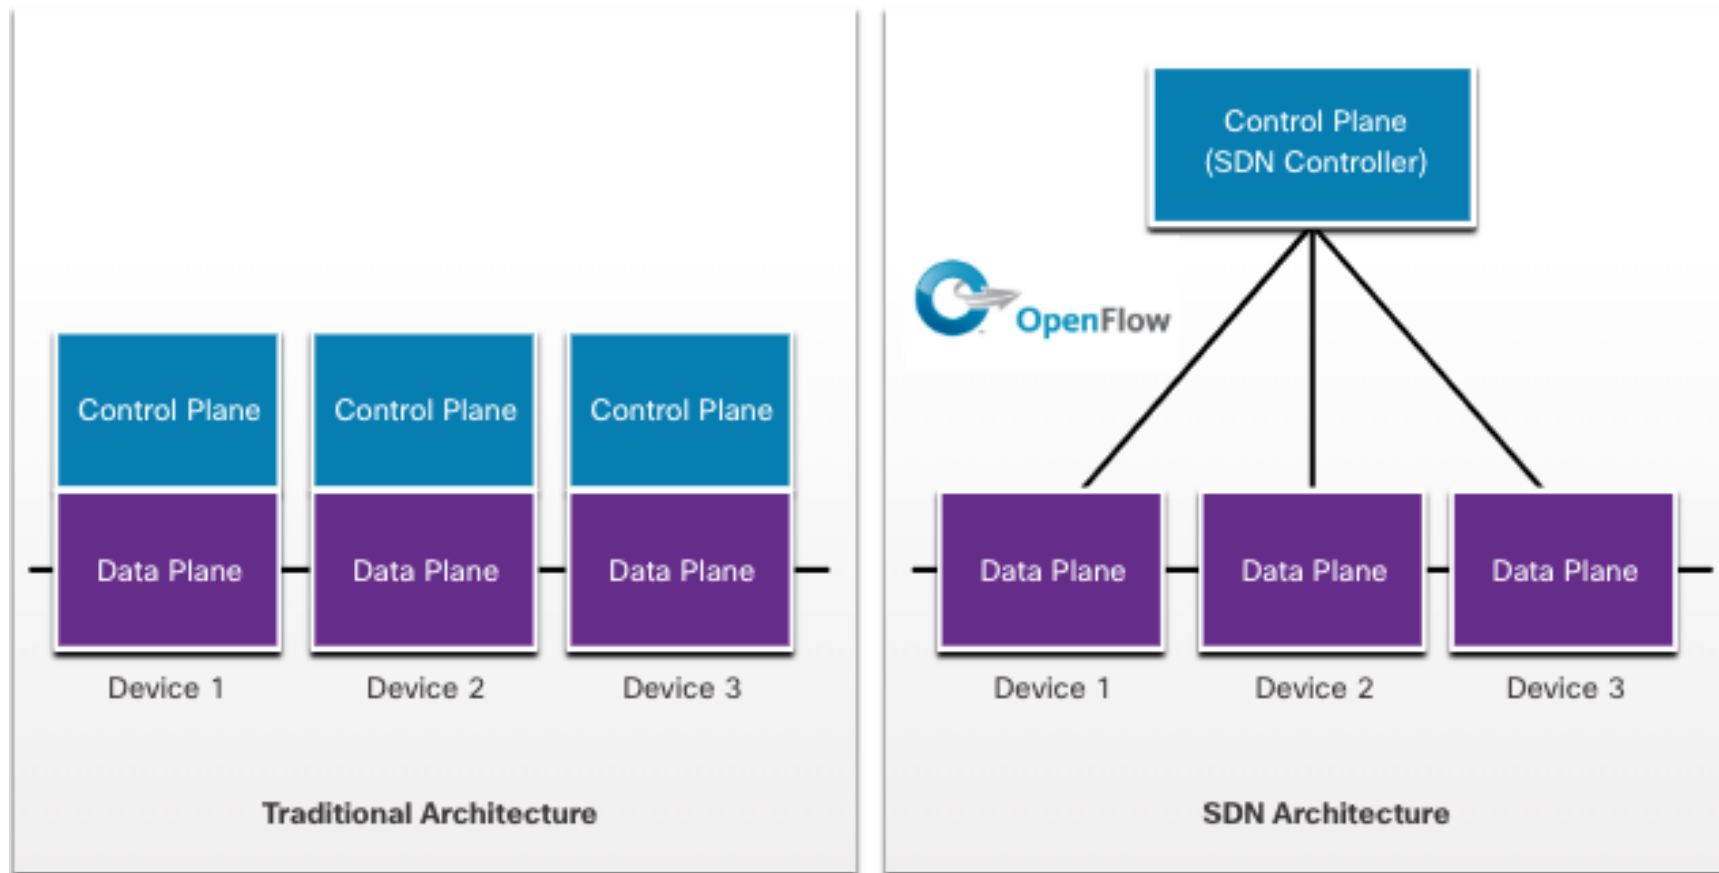 Control Plane
Control Plane
Control Plane
Data Plane
Data Plane
Data Plane
Device 1
Device 2
Device 3
Traditional Architecture
Control Plane
(SDN Controller)
OpenFlow
Data Plane
Data Plane
Data Plane
Device 1
Device 2
Device 3
SDN Architecture